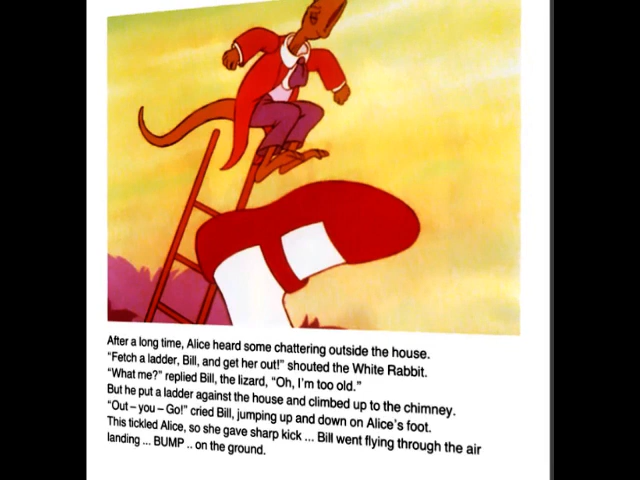 After a long time, Alice heard some chattering outside the house.
“Fetch a ladder, Bill, and get her out!” shouted the White Rabbit.
“What me?” replied Bill, the lizard, “Oh, I’m too old.”
But he put a ladder against the house and climbed up to the chimney.
“Out – you – Go!” cried Bill, jumping up and down on Alice’s foot.
This tickled Alice, so she gave sharp kick ... Bill went flying through the air
landing ... BUMP .. on the ground.